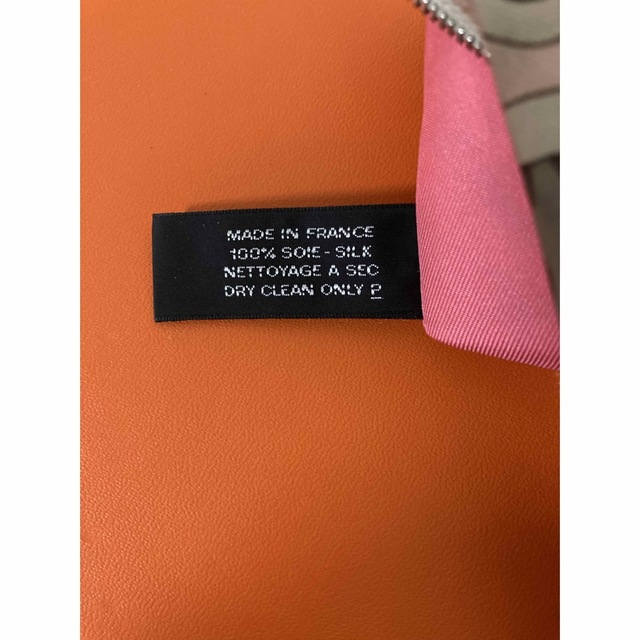 MADE IN FRANCE
100% SOIE - SILK
NETTOYAGE A SEC
DRY CLEAN ONLY P